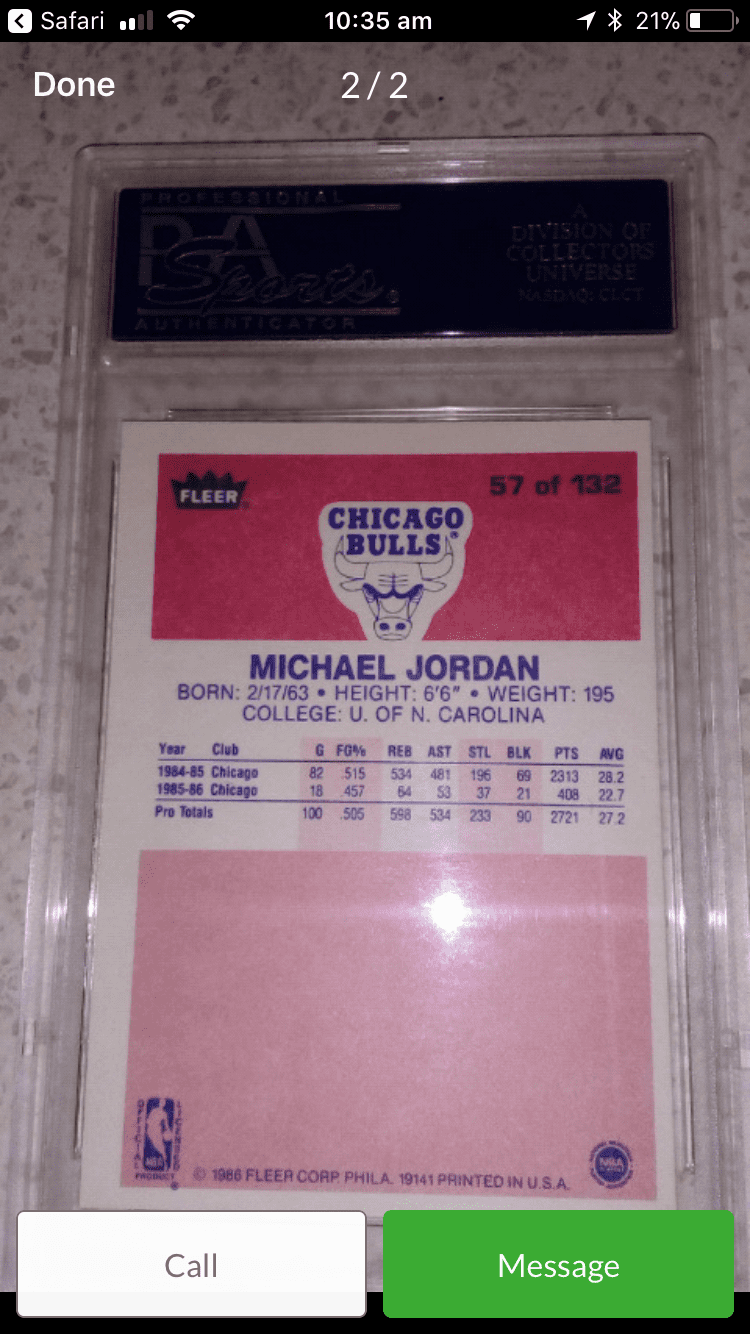 Safari
10:35 am
21%
Done
2 / 2
PROFESSIONAL
PSA
Sports
AUTHENTICATOR
A
DIVISION OF
COLLECTORS
UNIVERSE
NASDAQ: CLCT
FLEER
57 of 132
CHICAGO
BULLS®
MICHAEL JORDAN
BORN: 2/17/63 • HEIGHT: 6'6" • WEIGHT: 195
COLLEGE: U. OF N. CAROLINA
Year Club G FG% REB AST STL BLK PTS AVG
1984-85 Chicago 82 .515 534 481 196 69 2313 28.2
1985-86 Chicago 18 .457 64 53 37 21 408 22.7
Pro Totals 100 .505 598 534 233 90 2721 27.2
OFFICIAL
LICENSED
NBA
PRODUCT
© 1986 FLEER CORP. PHILA. 19141 PRINTED IN U.S.A.
Call
Message